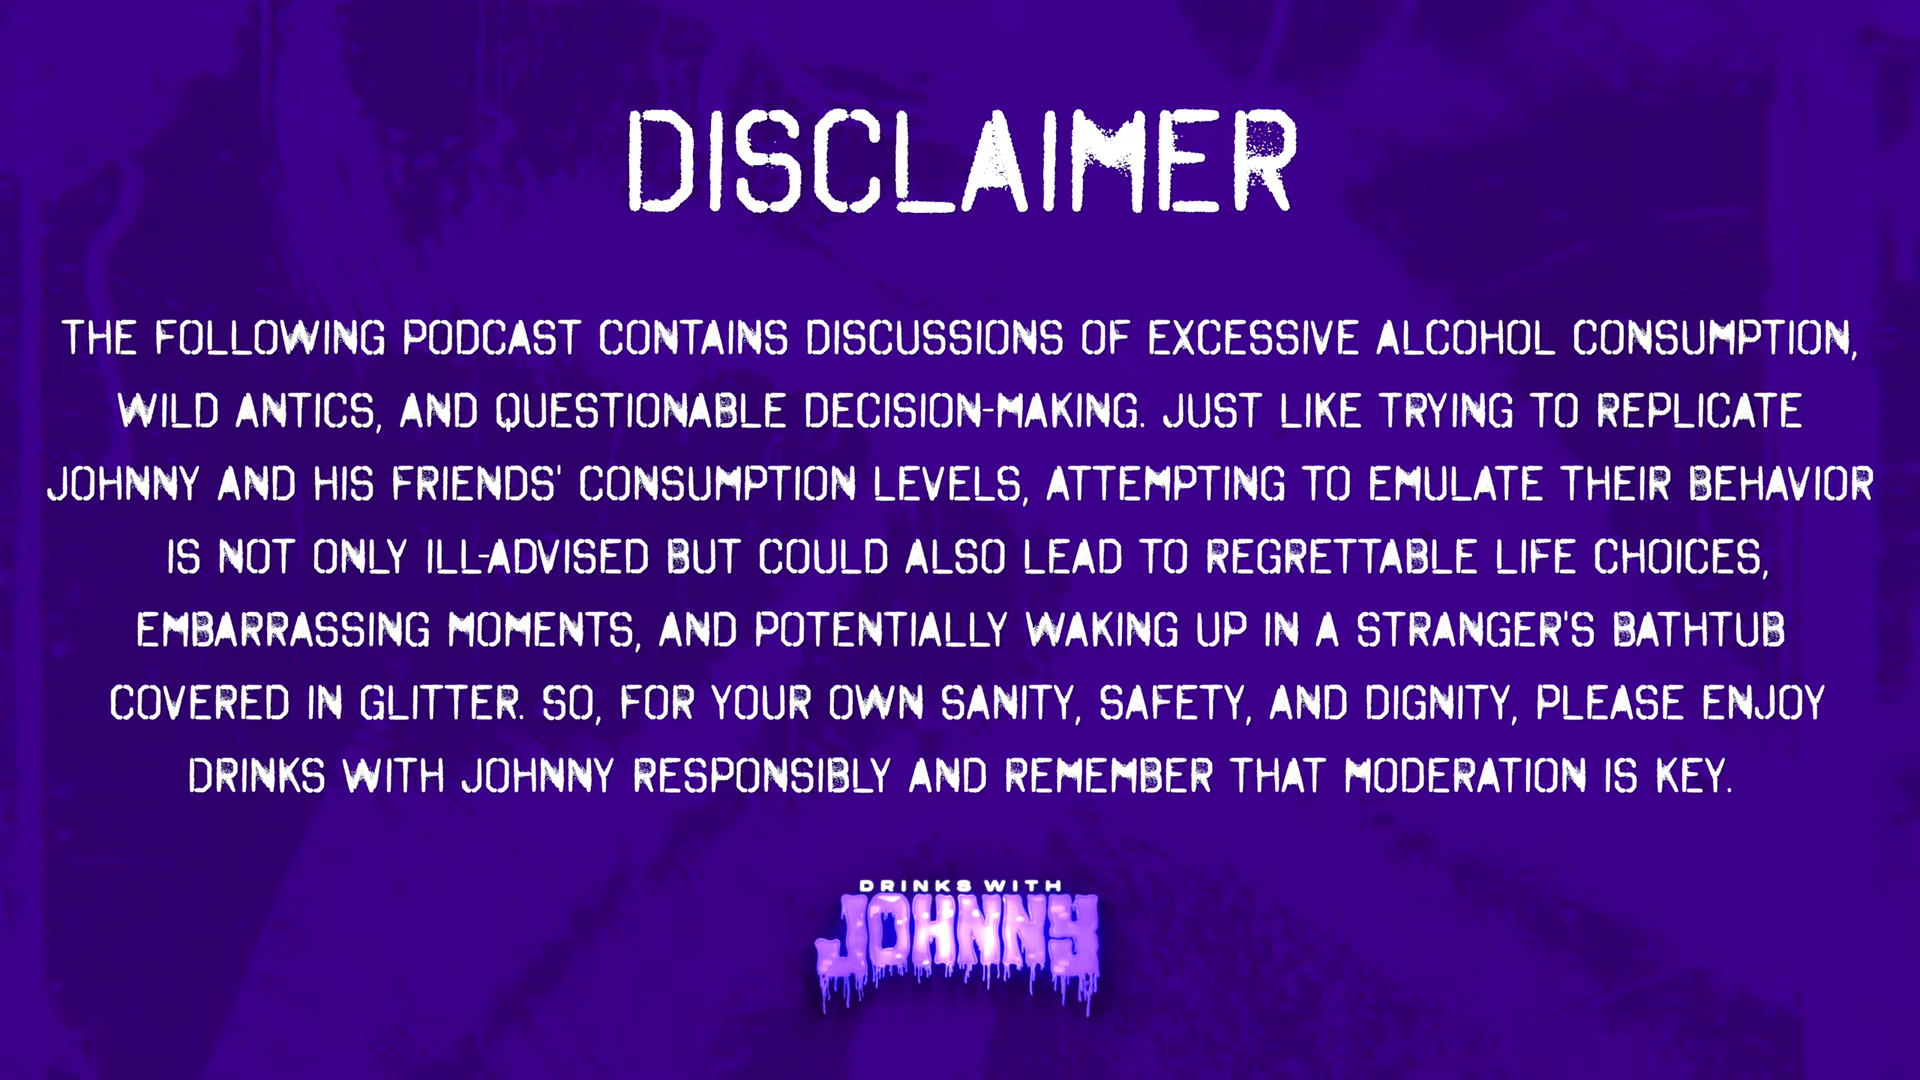 DISCLAIMER
THE FOLLOWING PODCAST CONTAINS DISCUSSIONS OF EXCESSIVE ALCOHOL CONSUMPTION,
WILD ANTICS, AND QUESTIONABLE DECISION-MAKING. JUST LIKE TRYING TO REPLICATE
JOHNNY AND HIS FRIENDS' CONSUMPTION LEVELS, ATTEMPTING TO EMULATE THEIR BEHAVIOR
IS NOT ONLY ILL-ADVISED BUT COULD ALSO LEAD TO REGRETTABLE LIFE CHOICES,
EMBARRASSING MOMENTS, AND POTENTIALLY WAKING UP IN A STRANGER'S BATHTUB
COVERED IN GLITTER. SO, FOR YOUR OWN SANITY, SAFETY, AND DIGNITY, PLEASE ENJOY
DRINKS WITH JOHNNY RESPONSIBLY AND REMEMBER THAT MODERATION IS KEY.
DRINKS WITH
JOHNNY